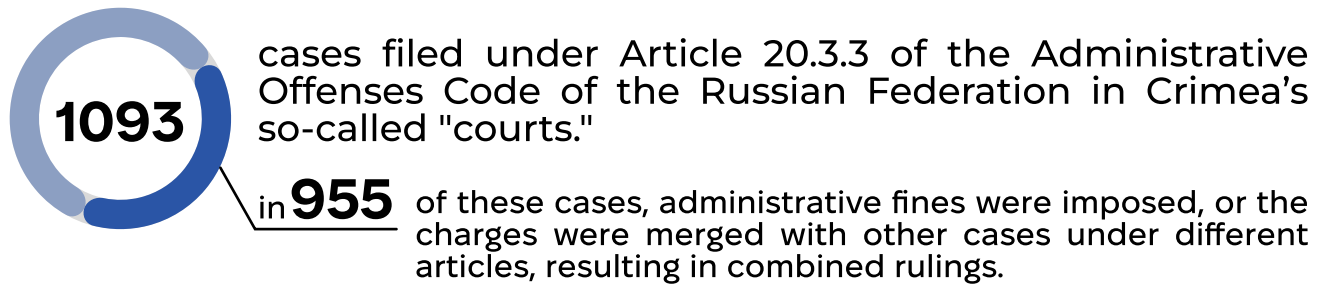 1093
cases filed under Article 20.3.3 of the Administrative
Offenses Code of the Russian Federation in Crimea’s
so-called "courts."
in 955
of these cases, administrative fines were imposed, or the
charges were merged with other cases under different
articles, resulting in combined rulings.